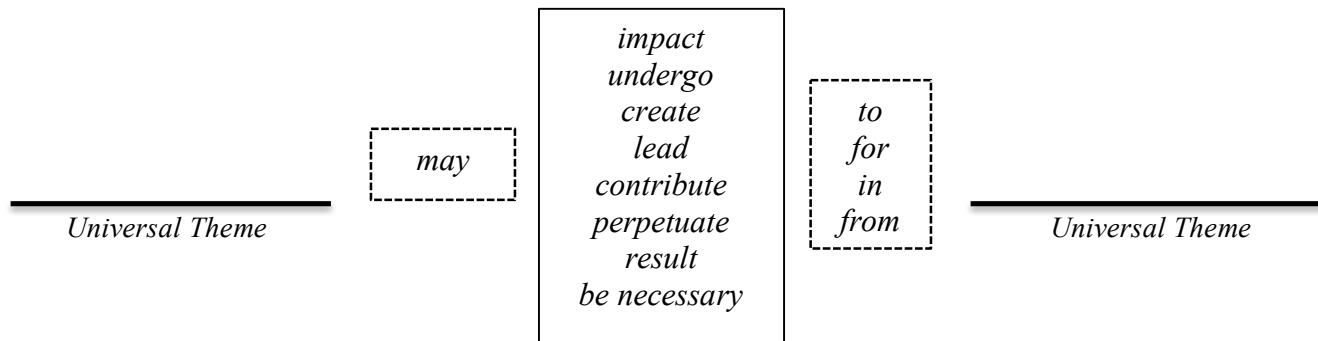 may
impact
undergo
create
lead
contribute
perpetuate
result
be necessary
to
for
in
from
Universal Theme
Universal Theme